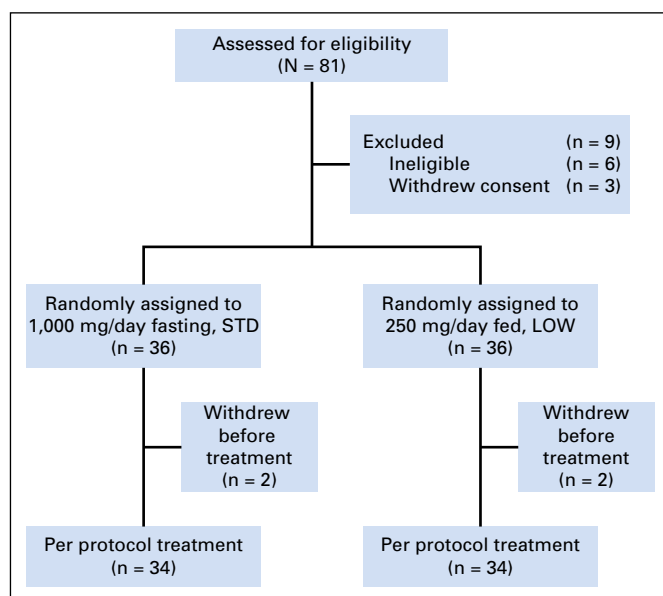 Assessed for eligibility
(N = 81)
Excluded (n = 9)
Ineligible (n = 6)
Withdrew consent (n = 3)
Randomly assigned to
1,000 mg/day fasting, STD
(n = 36)
Randomly assigned to
250 mg/day fed, LOW
(n = 36)
Withdrew
before
treatment
(n = 2)
Withdrew
before
treatment
(n = 2)
Per protocol treatment
(n = 34)
Per protocol treatment
(n = 34)